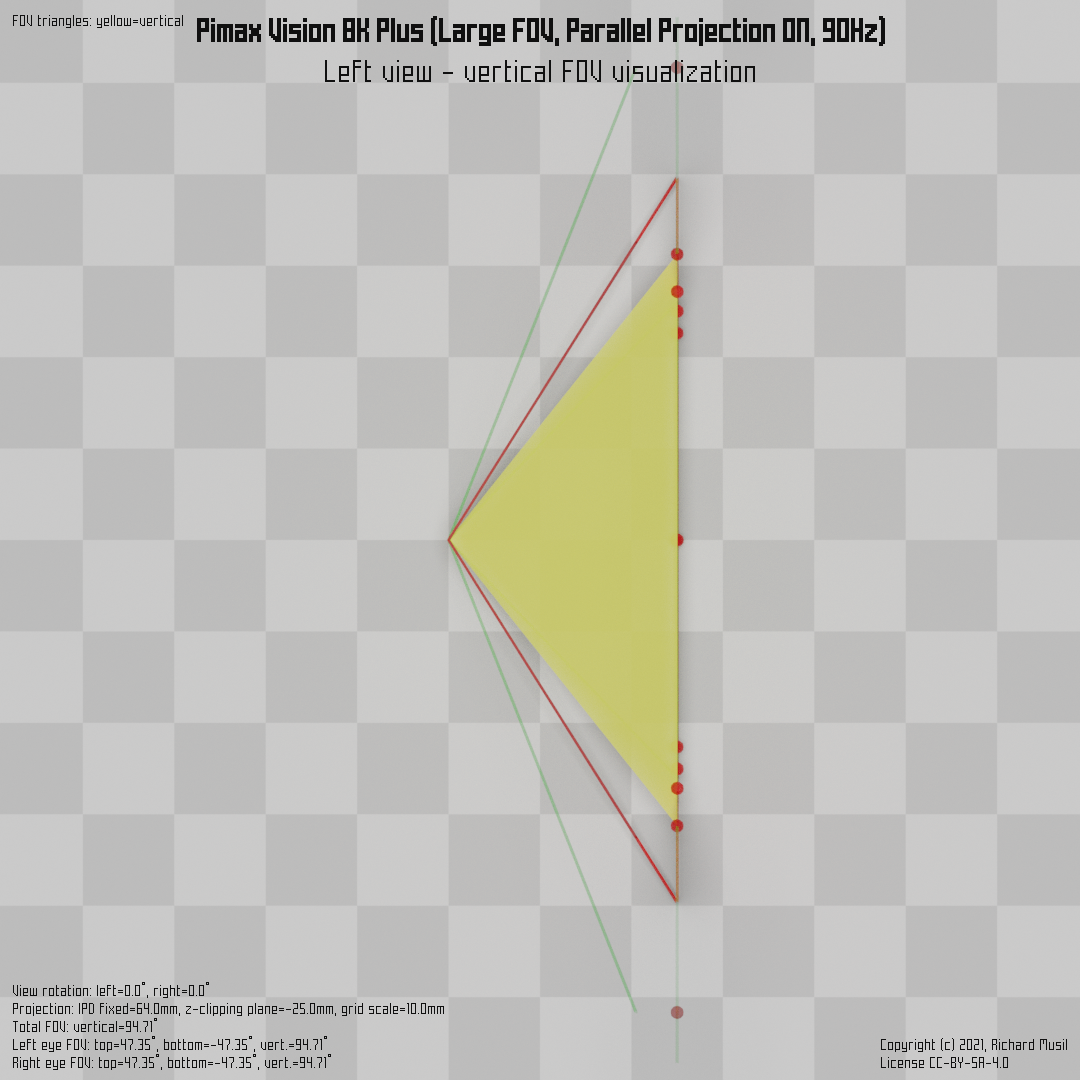 FOV triangles: yellow=vertical
Pimax Vision 8K Plus (Large FOV, Parallel Projection ON, 90Hz)
Left view - vertical FOV visualization
View rotation: left=0.0°, right=0.0°
Projection: IPD fixed=64.0mm, z-clipping plane=-25.0mm, grid scale=10.0mm
Total FOV: vertical=94.71°
Left eye FOV: top=47.35°, bottom=-47.35°, vert.=94.71°
Right eye FOV: top=47.35°, bottom=-47.35°, vert.=94.71°
Copyright (c) 2021, Richard Musil
License CC-BY-SA-4.0